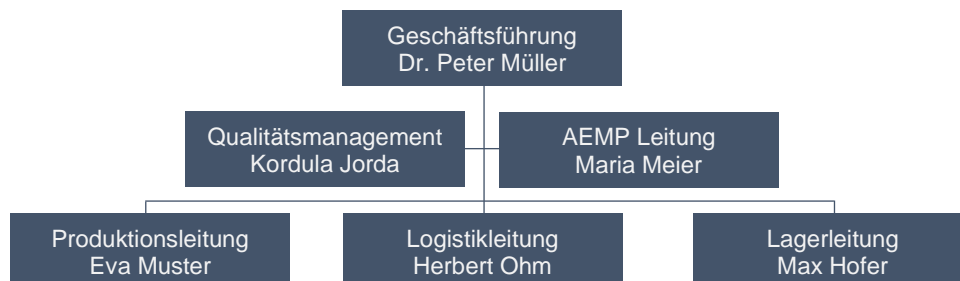 Geschäftsführung
Dr. Peter Müller
Qualitätsmanagement
Kordula Jorda
AEMP Leitung
Maria Meier
Produktionsleitung
Eva Muster
Logistikleitung
Herbert Ohm
Lagerleitung
Max Hofer